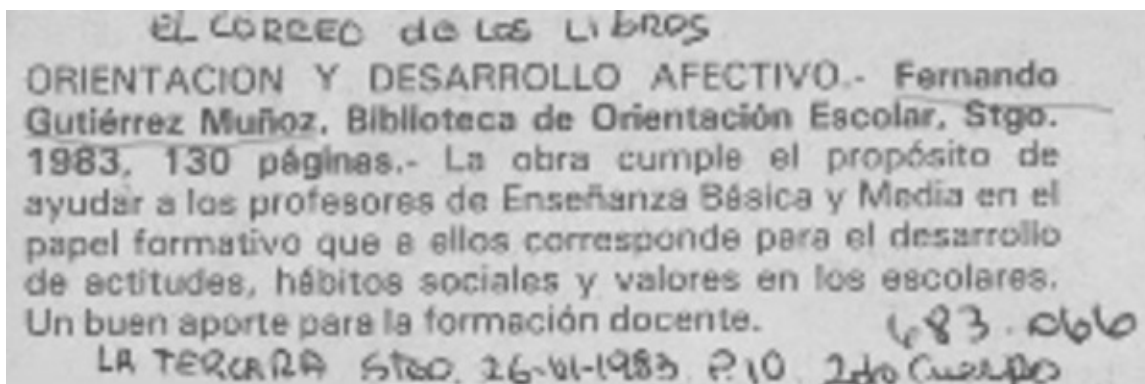 EL CORREO de LOS LIBROS
ORIENTACION Y DESARROLLO AFECTIVO.- Fernando
Gutiérrez Muñoz. Biblioteca de Orientación Escolar. Stgo.
1983, 130 páginas.- La obra cumple el propósito de
ayudar a los profesores de Enseñanza Básica y Media en el
papel formativo que a ellos corresponde para el desarrollo
de actitudes, hábitos sociales y valores en los escolares.
Un buen aporte para la formación docente.
683.066
LA TERCERA STGO. 26-VI-1983 P.10 2do Cuerpo